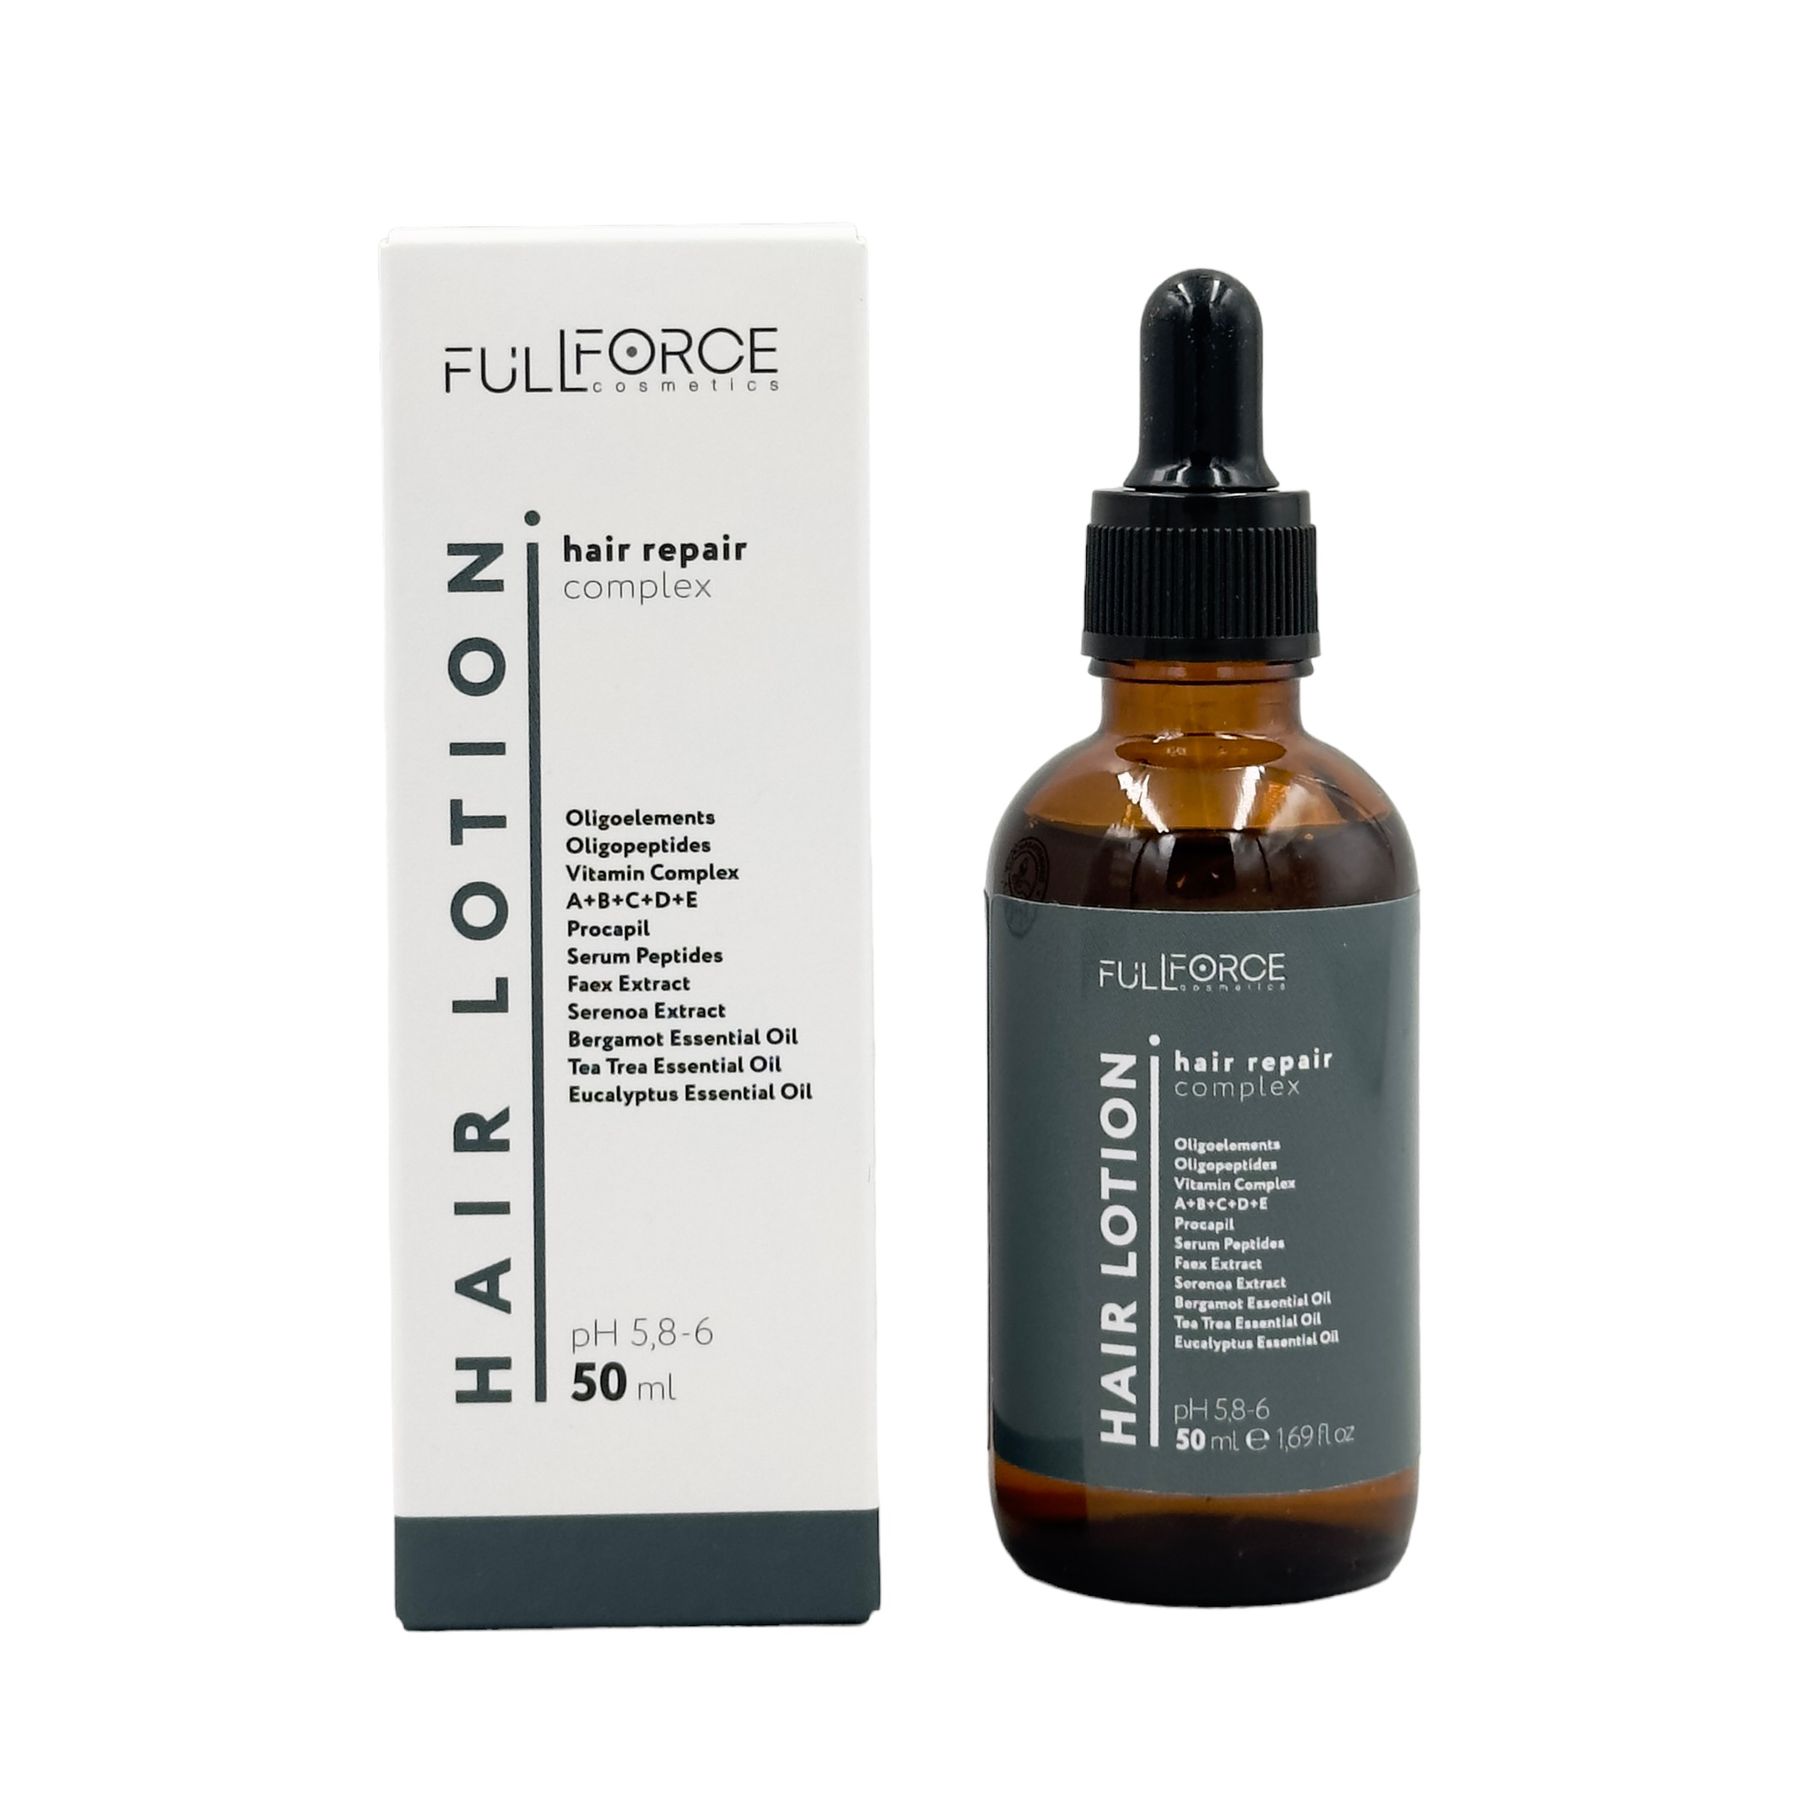 FULLFORCE
cosmetics
HAIR LOTION
hair repair
complex
Oligoelements
Oligopeptides
Vitamin Complex
A+B+C+D+E
Procapil
Serum Peptides
Faex Extract
Serenoa Extract
Bergamot Essential Oil
Tea Trea Essential Oil
Eucalyptus Essential Oil
pH 5,8-6
50 ml
FULLFORCE
cosmetics
HAIR LOTION
hair repair
complex
Oligoelements
Oligopeptides
Vitamin Complex
A+B+C+D+E
Procapil
Serum Peptides
Faex Extract
Serenoa Extract
Bergamot Essential Oil
Tea Trea Essential Oil
Eucalyptus Essential Oil
pH 5,8-6
50 ml ℮ 1,69 fl oz